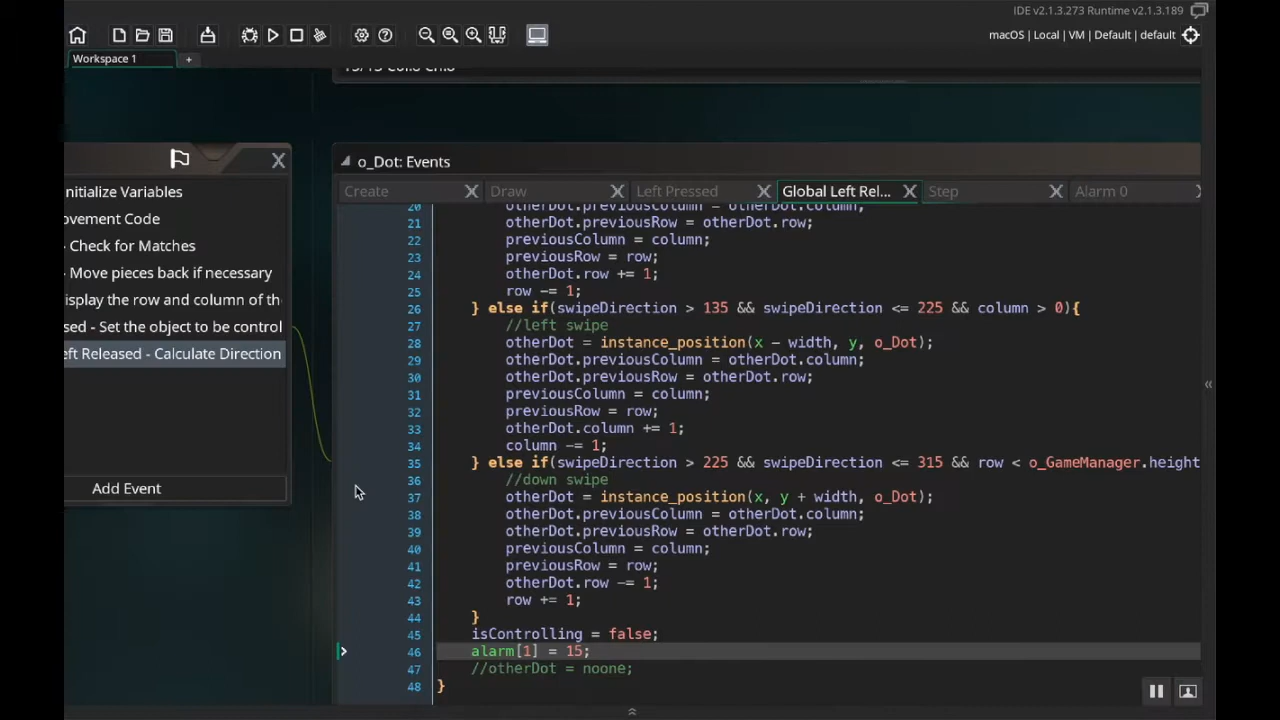 IDE v2.1.3.273 Runtime v2.1.3.189
macOS | Local | VM | Default | default
Workspace 1
+
o_Dot: Events
nitialize Variables
Create
Draw
Left Pressed
Global Left Rel...
Step
Alarm 0
ovement Code
- Check for Matches
- Move pieces back if necessary
isplay the row and column of the
sed - Set the object to be control
eft Released - Calculate Direction
Add Event
20 otherDot.previousColumn = otherDot.column;
21 otherDot.previousRow = otherDot.row;
22 previousColumn = column;
23 previousRow = row;
24 otherDot.row += 1;
25 row -= 1;
26 } else if(swipeDirection > 135 && swipeDirection <= 225 && column > 0){
27 //left swipe
28 otherDot = instance_position(x - width, y, o_Dot);
29 otherDot.previousColumn = otherDot.column;
30 otherDot.previousRow = otherDot.row;
31 previousColumn = column;
32 previousRow = row;
33 otherDot.column += 1;
34 column -= 1;
35 } else if(swipeDirection > 225 && swipeDirection <= 315 && row < o_GameManager.height
36 //down swipe
37 otherDot = instance_position(x, y + width, o_Dot);
38 otherDot.previousColumn = otherDot.column;
39 otherDot.previousRow = otherDot.row;
40 previousColumn = column;
41 previousRow = row;
42 otherDot.row -= 1;
43 row += 1;
44 }
45 isControlling = false;
46 alarm[1] = 15;
47 //otherDot = noone;
48 }